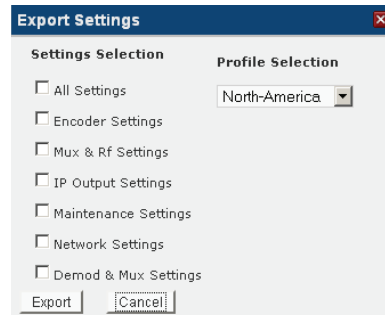 Export Settings
Settings Selection
Profile Selection
All Settings
North-America
Encoder Settings
Mux & Rf Settings
IP Output Settings
Maintenance Settings
Network Settings
Demod & Mux Settings
Export
Cancel